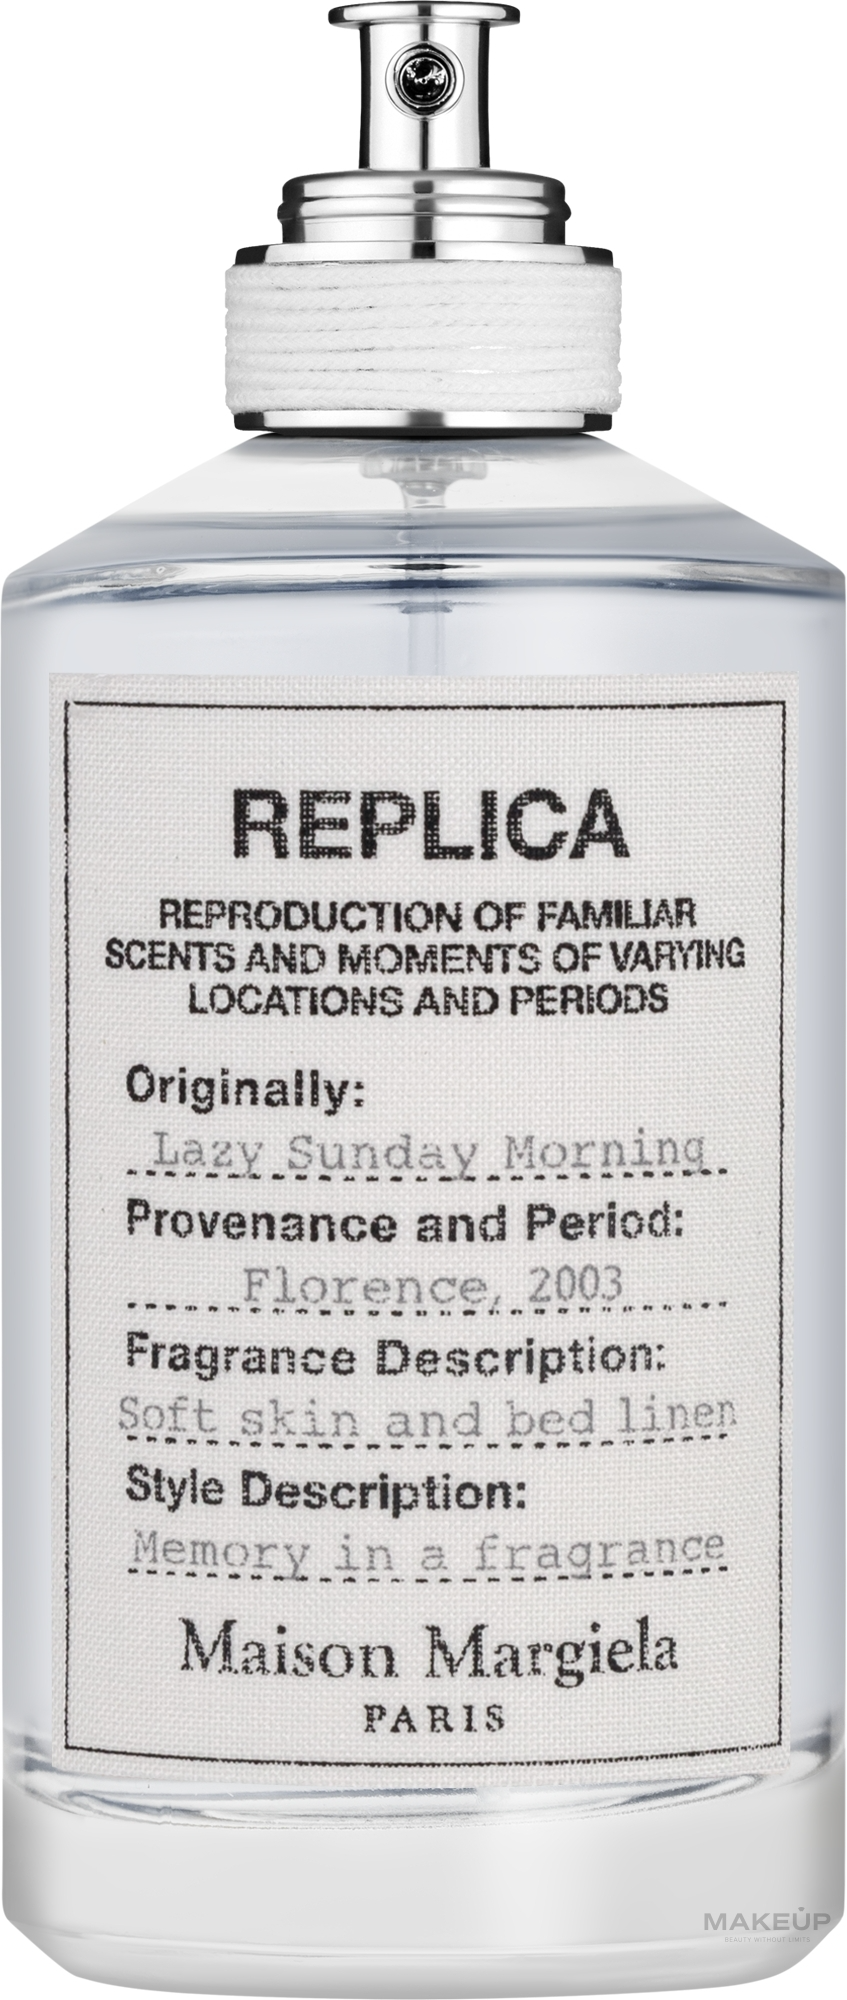 REPLICA
REPRODUCTION OF FAMILIAR
SCENTS AND MOMENTS OF VARYING
LOCATIONS AND PERIODS
Originally:
Lazy Sunday Morning
Provenance and Period:
Florence, 2003
Fragrance Description:
Soft skin and bed linen
Style Description:
Memory in a fragrance
Maison Margiela
PARIS
MAKEUP
BEAUTY WITHOUT LIMITS